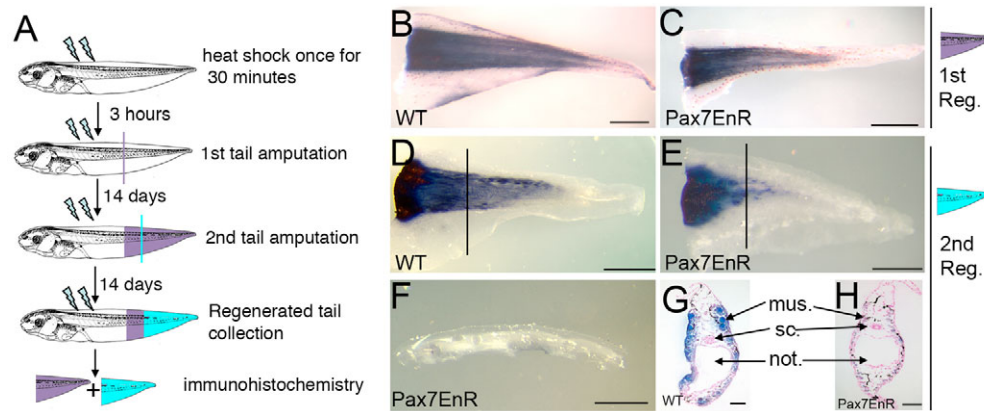 A
heat shock once for
30 minutes
3 hours
1st tail amputation
14 days
2nd tail amputation
14 days
Regenerated tail
collection
+
immunohistochemistry
B
WT
C
Pax7EnR
1st
Reg.
D
WT
E
Pax7EnR
2nd
Reg.
F
Pax7EnR
G
WT
mus.
sc.
not.
H
Pax7EnR